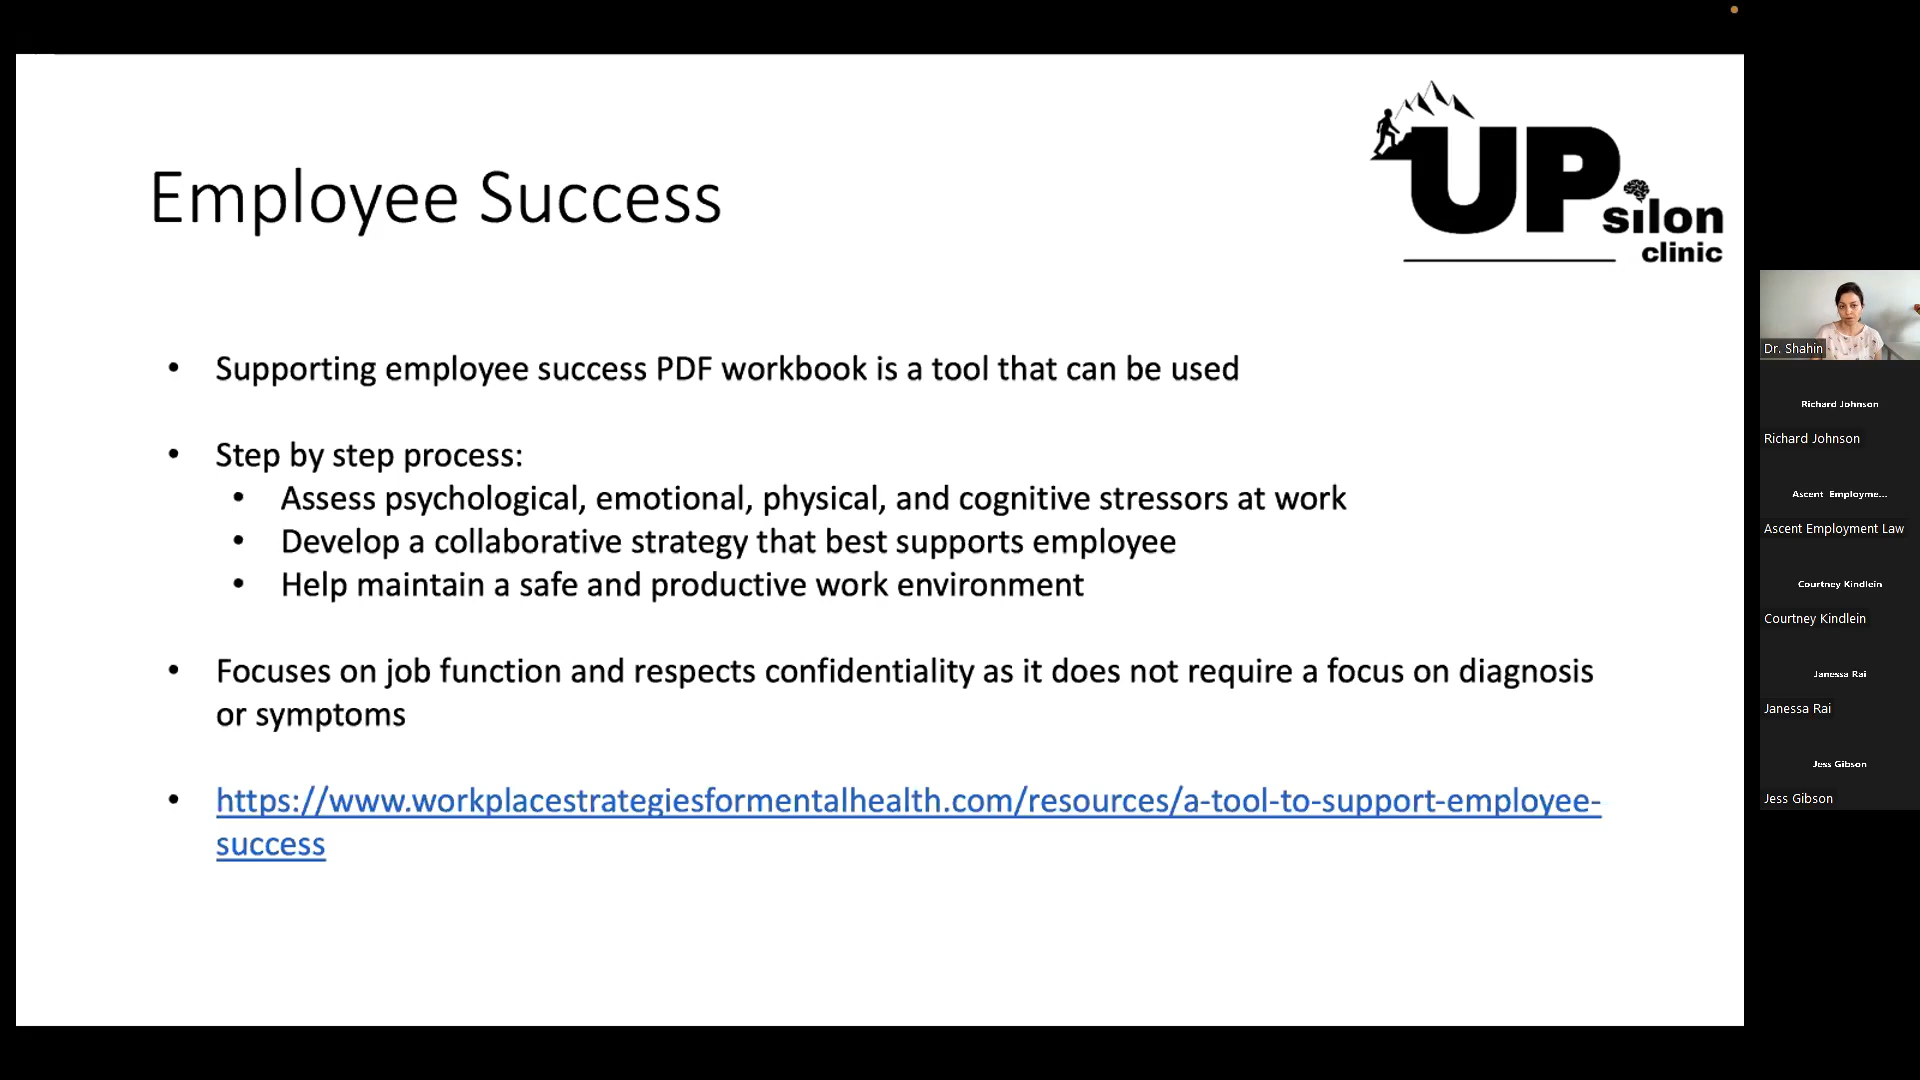 Employee Success
UPsilon
clinic
• Supporting employee success PDF workbook is a tool that can be used
• Step by step process:
• Assess psychological, emotional, physical, and cognitive stressors at work
• Develop a collaborative strategy that best supports employee
• Help maintain a safe and productive work environment
• Focuses on job function and respects confidentiality as it does not require a focus on diagnosis
or symptoms
• https://www.workplacestrategiesformentalhealth.com/resources/a-tool-to-support-employee-
success
Dr. Shahin
Richard Johnson
Richard Johnson
Ascent Employme...
Ascent Employment Law
Courtney Kindlein
Courtney Kindlein
Janessa Rai
Janessa Rai
Jess Gibson
Jess Gibson